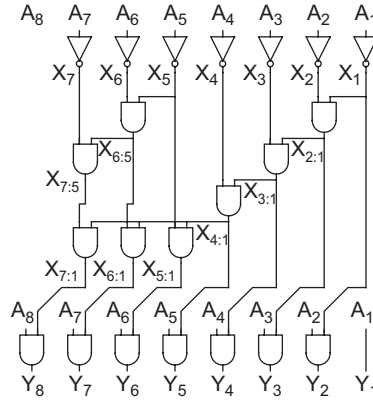 A8 A7 A6 A5 A4 A3 A2 A1
X7 X6 X5 X4 X3 X2 X1
X6:5 X2:1
X7:5 X3:1
X4:1
X7:1 X6:1 X5:1
A8 A7 A6 A5 A4 A3 A2 A1
Y8 Y7 Y6 Y5 Y4 Y3 Y2 Y1